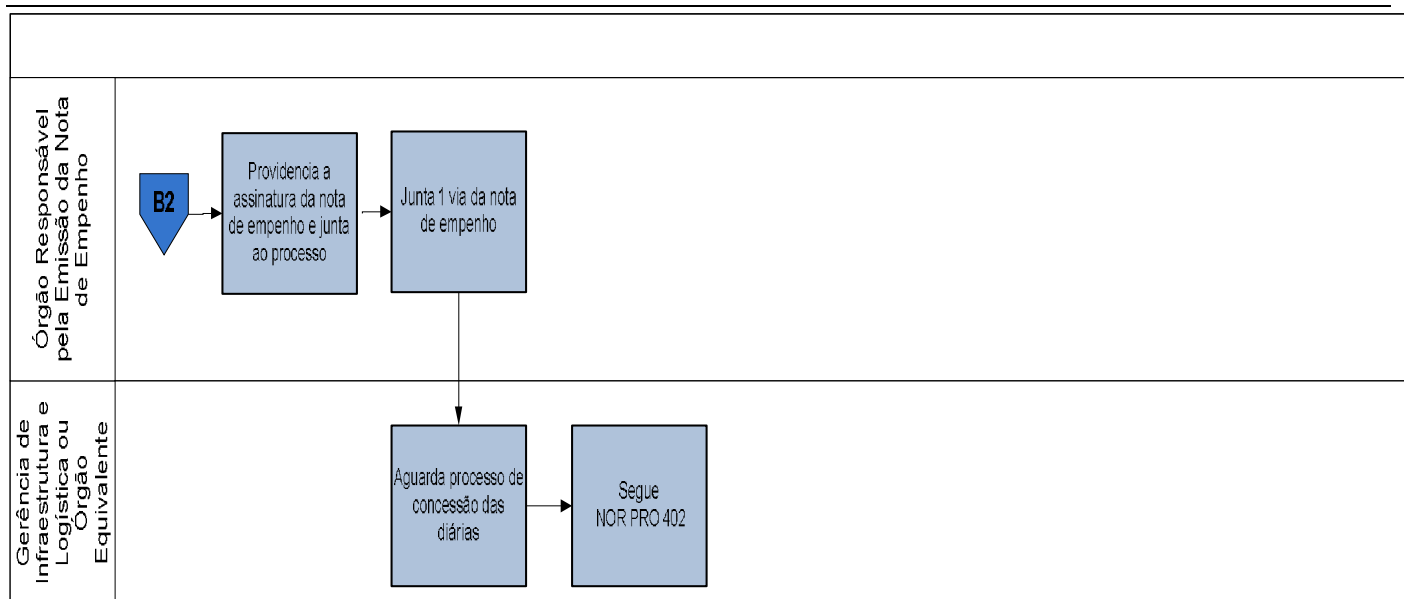 Órgão Responsável
pela Emissão da Nota
de Empenho
B2
Providencia a
assinatura da nota
de empenho e junta
ao processo
Junta 1 via da nota
de empenho
Gerência de
Infraestrutura e
Logística ou
Órgão
Equivalente
Aguarda processo de
concessão das
diárias
Segue
NOR PRO 402